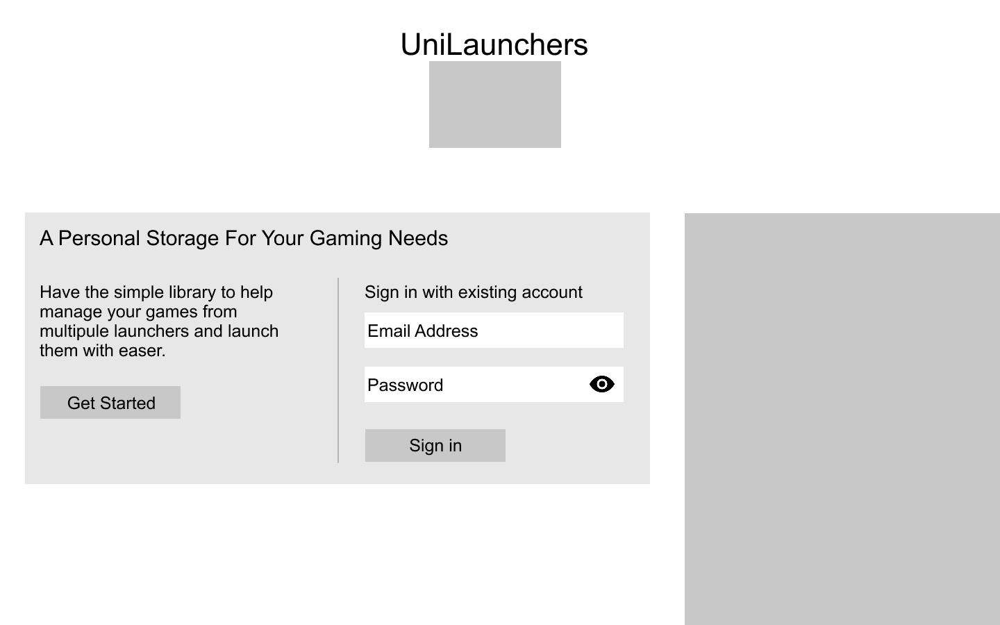 UniLaunchers
A Personal Storage For Your Gaming Needs
Have the simple library to help
manage your games from
multipule launchers and launch
them with easer.
Get Started
Sign in with existing account
Email Address
Password
Sign in